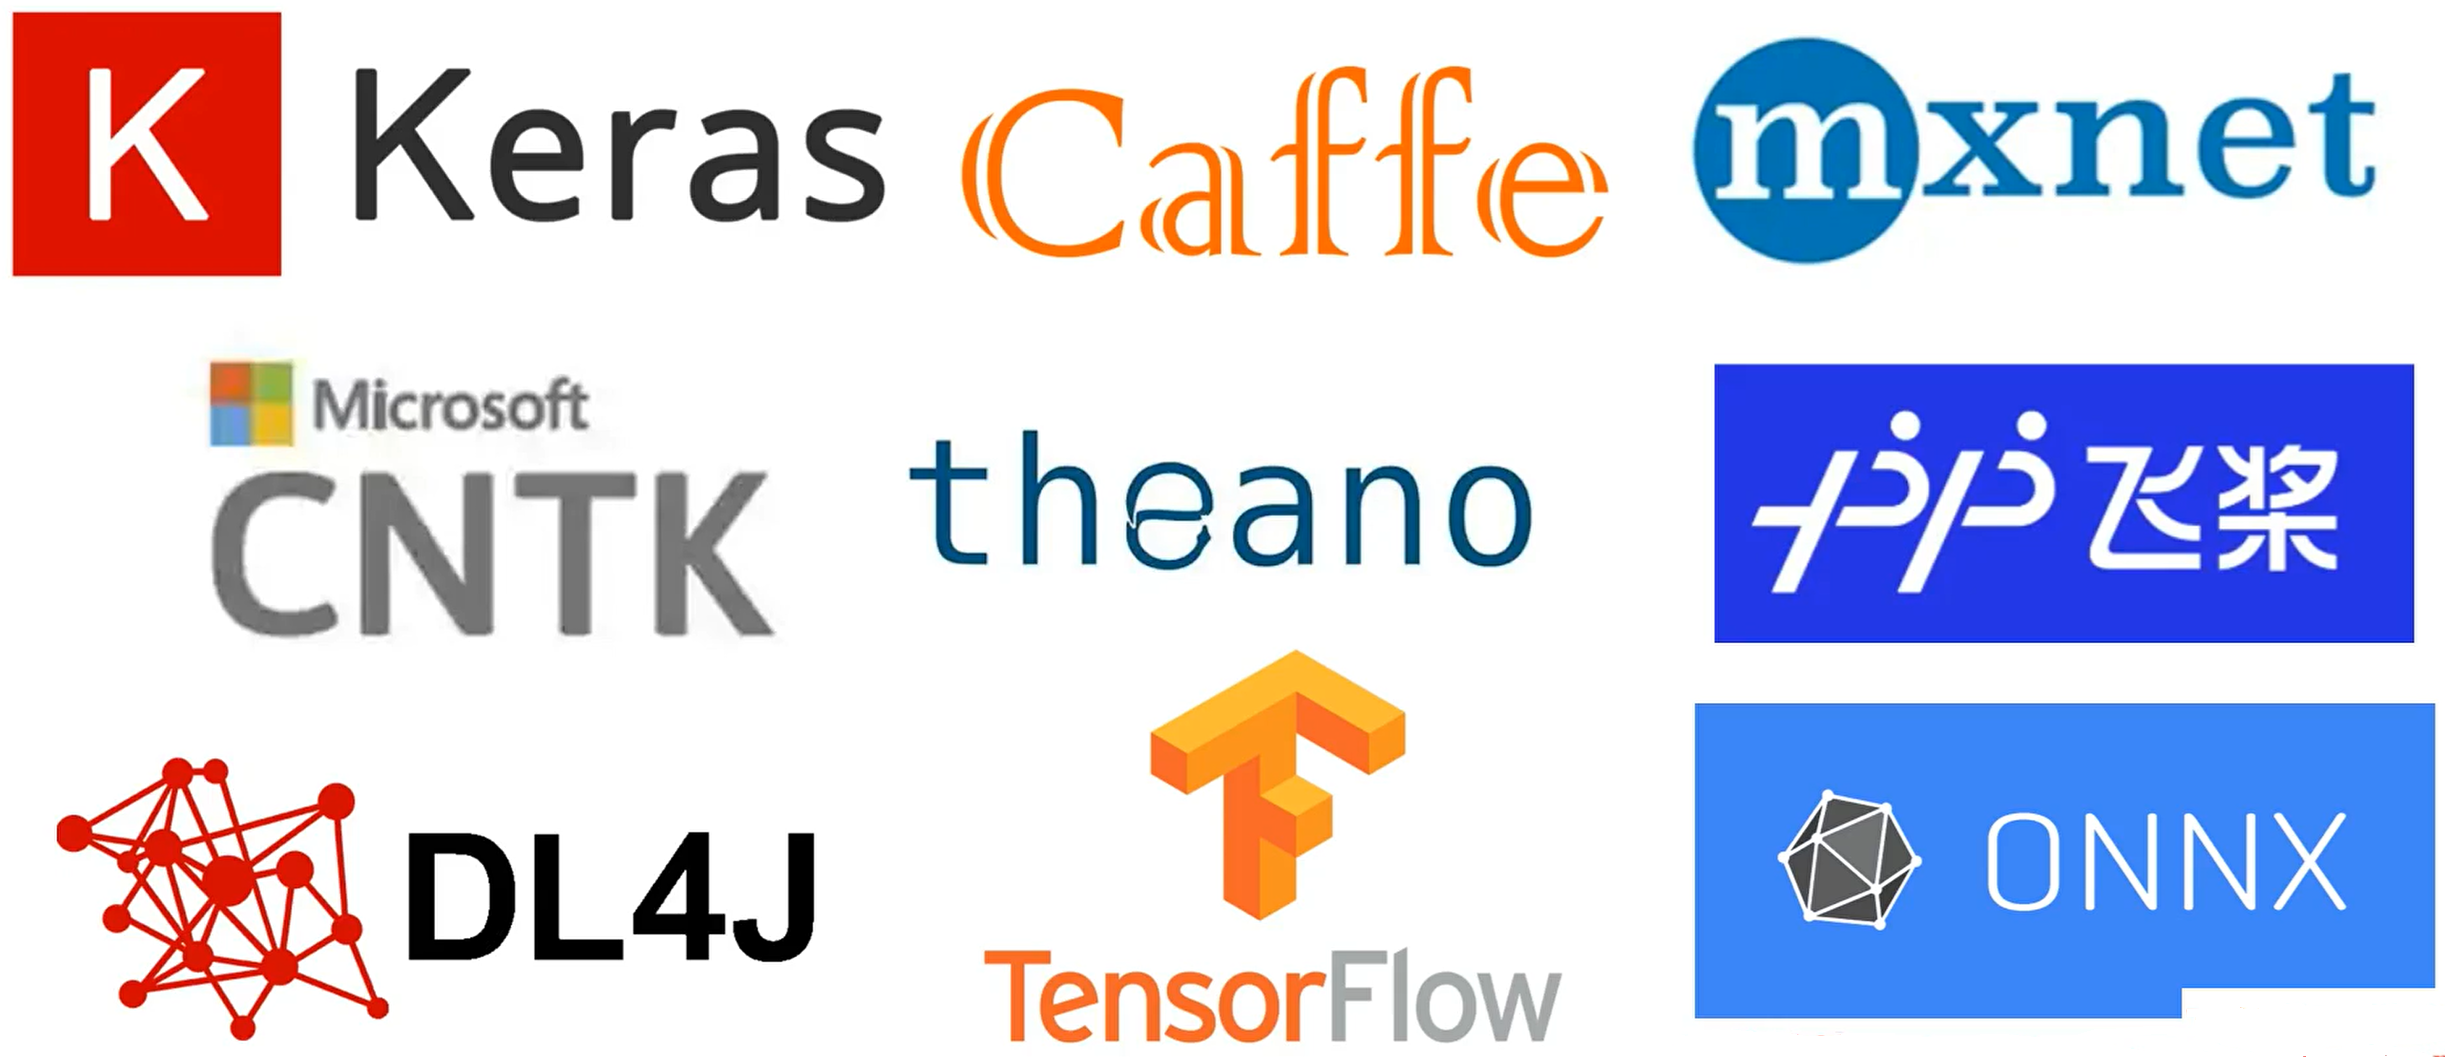 K Keras
Caffe
mxnet
Microsoft
CNTK
theano
飞桨
DL4J
TensorFlow
ONNX